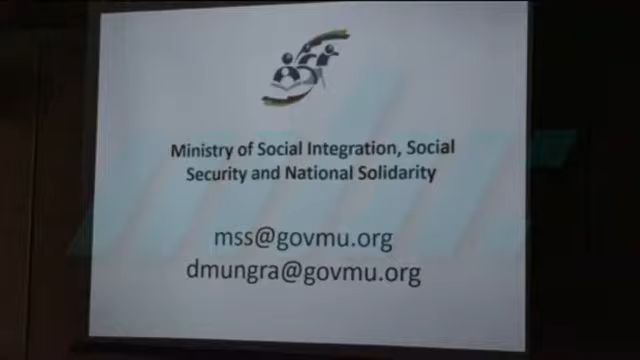 Ministry of Social Integration, Social
Security and National Solidarity
mss@govmu.org
dmungra@govmu.org